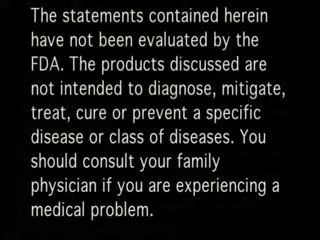 The statements contained herein
have not been evaluated by the
FDA. The products discussed are
not intended to diagnose, mitigate,
treat, cure or prevent a specific
disease or class of diseases. You
should consult your family
physician if you are experiencing a
medical problem.